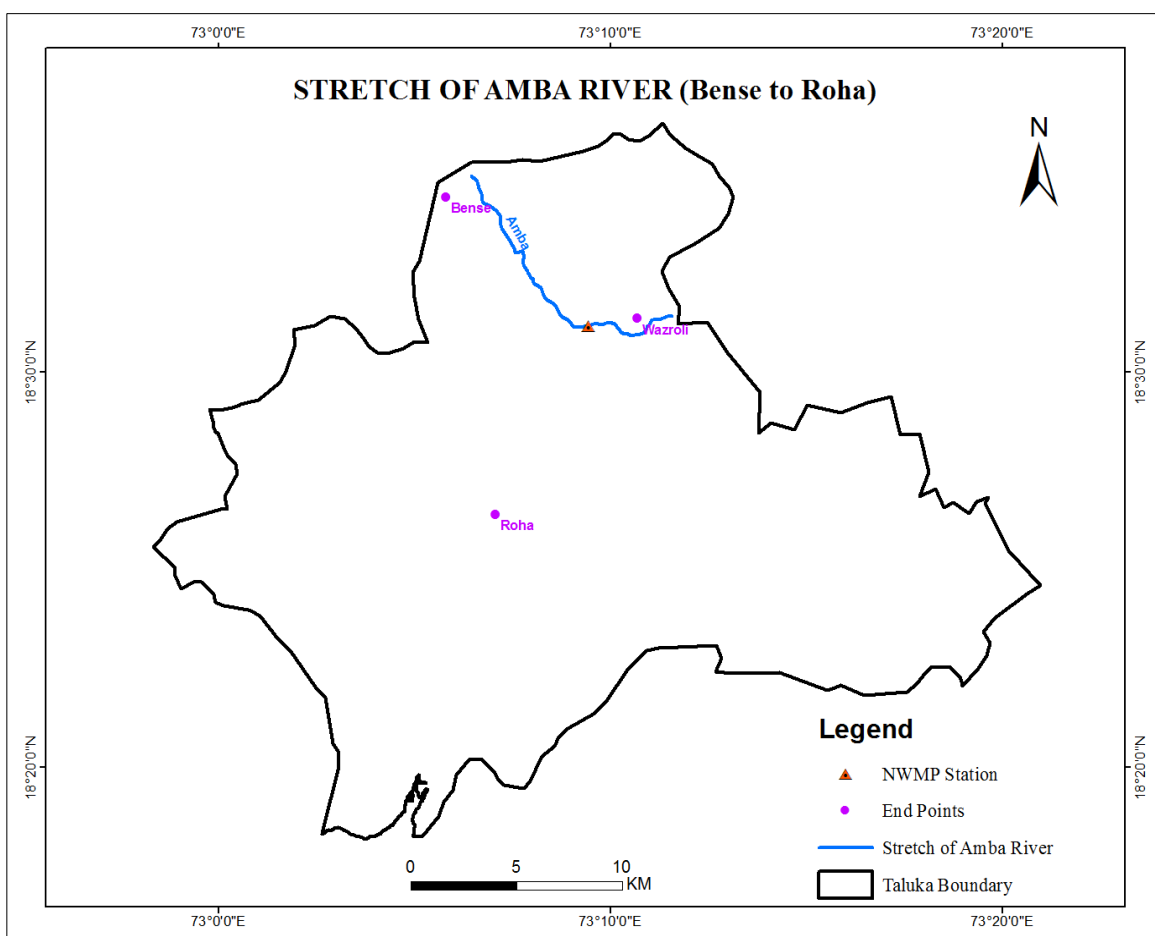 73°0'0"E 73°10'0"E 73°20'0"E
STRETCH OF AMBA RIVER (Bense to Roha)
N
Bense
Amba
Wazroli
18°30'0"N 18°30'0"N
Roha
Legend
18°20'0"N 18°20'0"N
NWMP Station
End Points
Stretch of Amba River
0 5 10
KM
Taluka Boundary
73°0'0"E 73°10'0"E 73°20'0"E